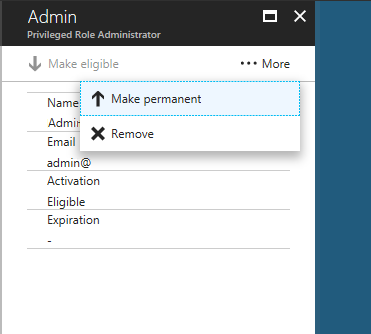 Admin
Privileged Role Administrator
Make eligible
More
Make permanent
Remove
Name
Admin
Email
admin@
Activation
Eligible
Expiration
-